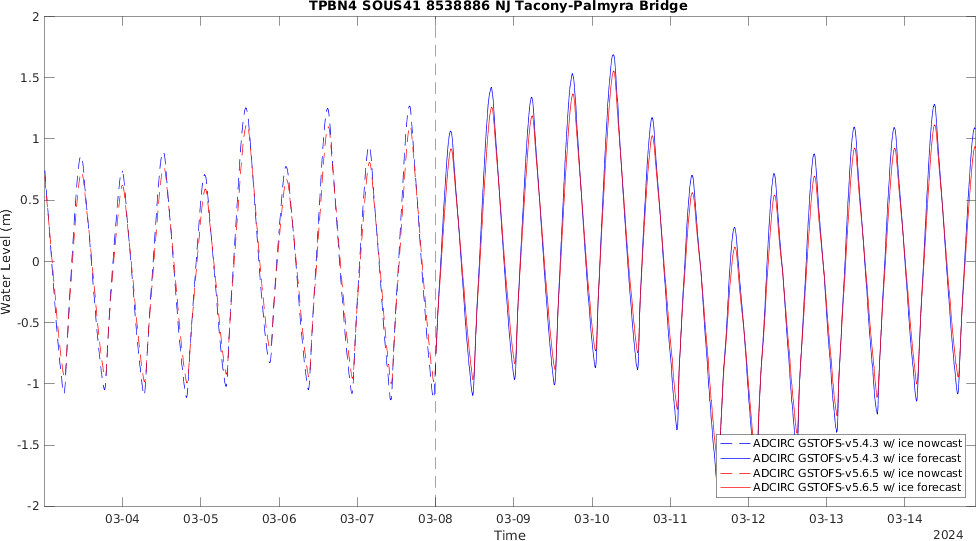 TPBN4 SOUS41 8538886 NJ Tacony-Palmyra Bridge
2
1.5
1
0.5
0
-0.5
-1
-1.5
-2
Water Level (m)
ADCIRC GSTOFS-v5.4.3 w/ ice nowcast
ADCIRC GSTOFS-v5.4.3 w/ ice forecast
ADCIRC GSTOFS-v5.6.5 w/ ice nowcast
ADCIRC GSTOFS-v5.6.5 w/ ice forecast
03-04 03-05 03-06 03-07 03-08 03-09 03-10 03-11 03-12 03-13 03-14
Time
2024